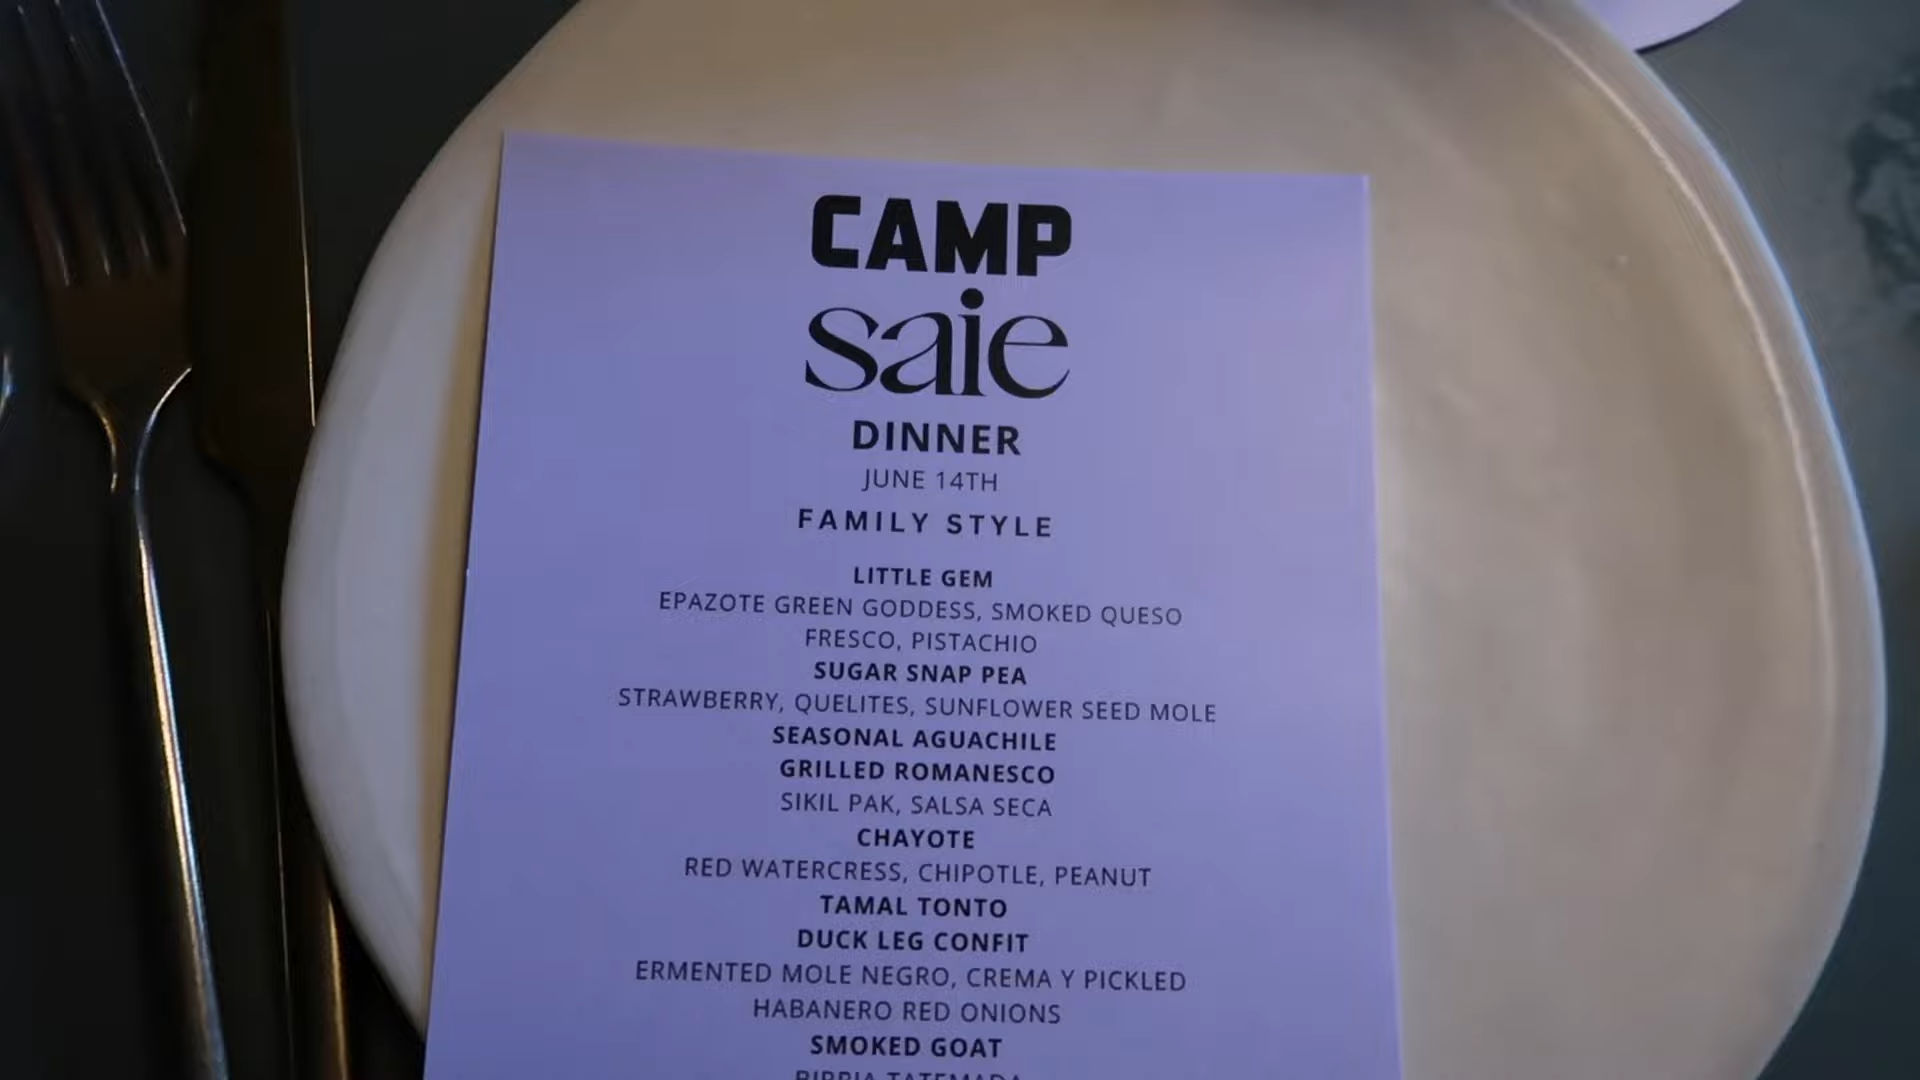 CAMP
saie
DINNER
JUNE 14TH
FAMILY STYLE
LITTLE GEM
EPAZOTE GREEN GODDESS, SMOKED QUESO
FRESCO, PISTACHIO
SUGAR SNAP PEA
STRAWBERRY, QUELITES, SUNFLOWER SEED MOLE
SEASONAL AGUACHILE
GRILLED ROMANESCO
SIKIL PAK, SALSA SECA
CHAYOTE
RED WATERCRESS, CHIPOTLE, PEANUT
TAMAL TONTO
DUCK LEG CONFIT
ERMENTED MOLE NEGRO, CREMA Y PICKLED
HABANERO RED ONIONS
SMOKED GOAT
BIRRIA TATEMADA